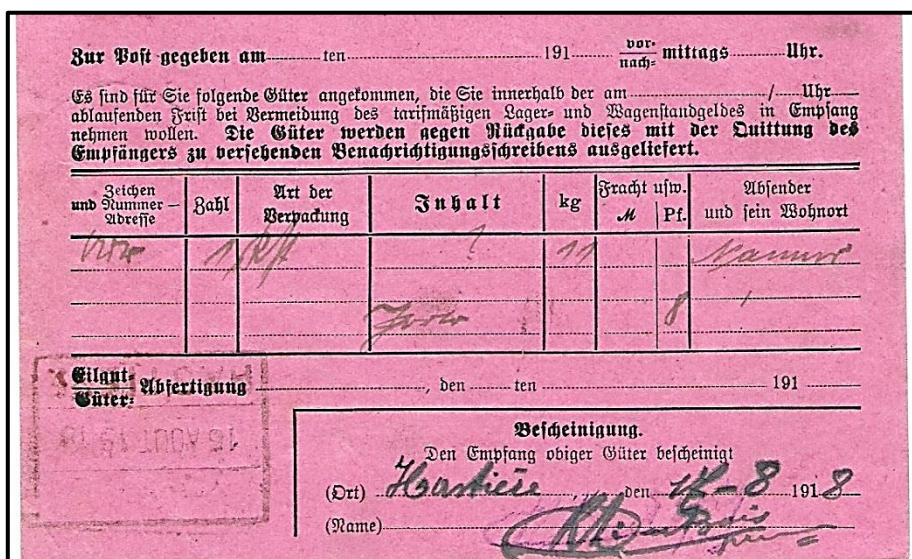 Zur Post gegeben am ten 191 vor- nach- mittags Uhr.
Es sind für Sie folgende Güter angekommen, die Sie innerhalb der am / Uhr
ablaufenden Frist bei Vermeidung des tarifmäßigen Lager- und Wagenstandgeldes in Empfang
nehmen wollen. Die Güter werden gegen Rückgabe dieses mit der Quittung des
Empfängers zu versehenden Benachrichtigungsschreibens ausgeliefert.
Zeichen und Nummer – Adresse
Zahl
Art der Verpackung
Inhalt
kg
Fracht usw. M Pf.
Absender und sein Wohnort
1 ? 11 Namur
8
Eilgut- Güter- Abfertigung , den ten 191
Bescheinigung.
Den Empfang obiger Güter bescheinigt
(Ort) Hastière, den 15-8 1918
(Name)